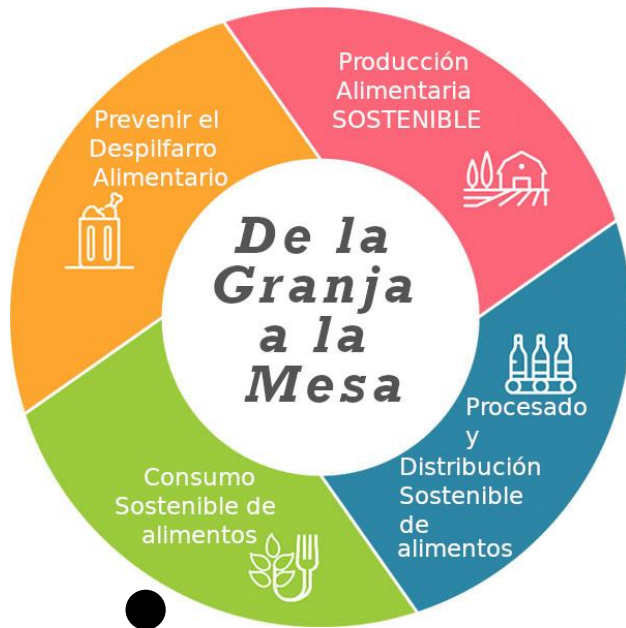 De la
Granja
a la
Mesa
Producción
Alimentaria
SOSTENIBLE
Procesado
y
Distribución
Sostenible
de
alimentos
Consumo
Sostenible de
alimentos
Prevenir el
Despilfarro
Alimentario